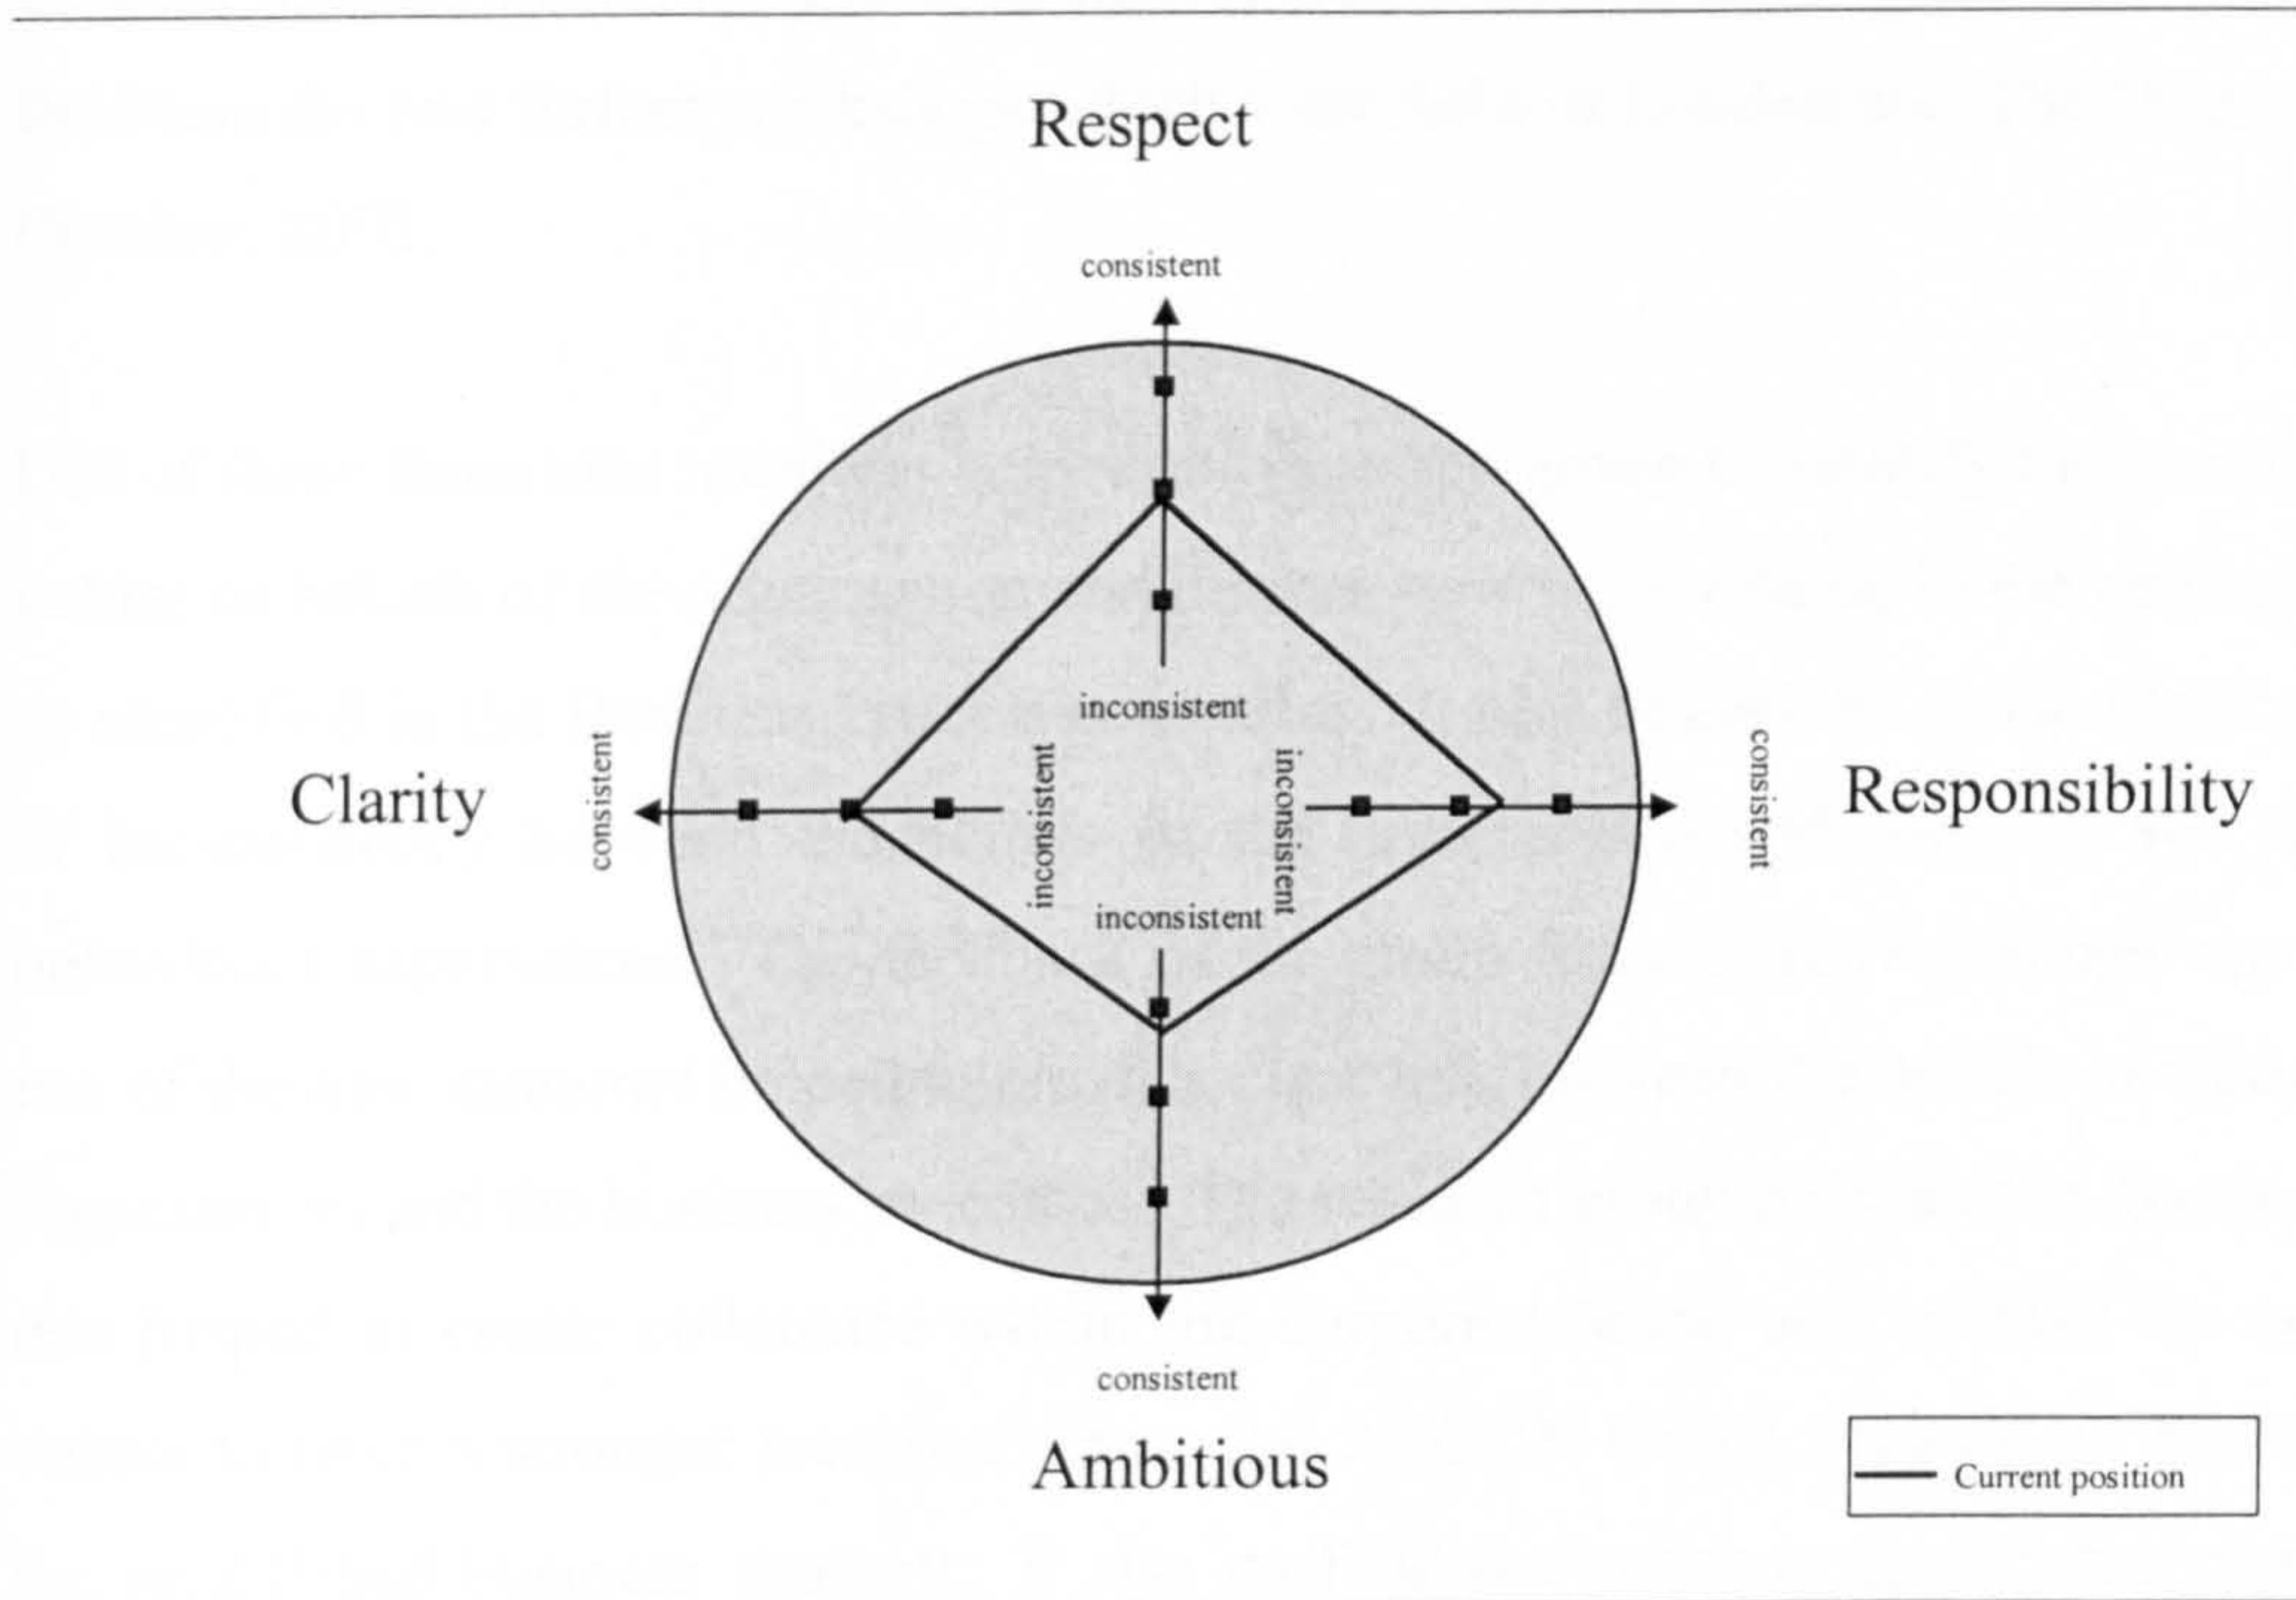 Respect
consistent
inconsistent
Clarity
consistent
inconsistent
inconsistent
consistent
Responsibility
inconsistent
consistent
Ambitious
Current position